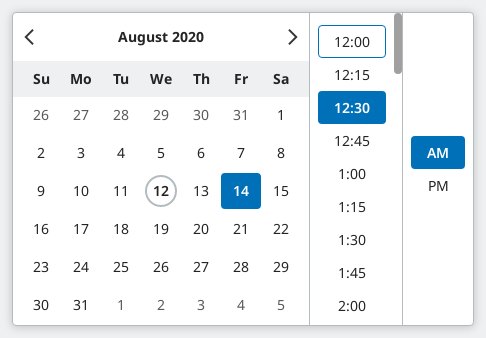 August 2020
Su Mo Tu We Th Fr Sa
26 27 28 29 30 31 1
2 3 4 5 6 7 8
9 10 11 12 13 14 15
16 17 18 19 20 21 22
23 24 25 26 27 28 29
30 31 1 2 3 4 5
12:00
12:15
12:30
12:45
1:00
1:15
1:30
1:45
2:00
AM
PM